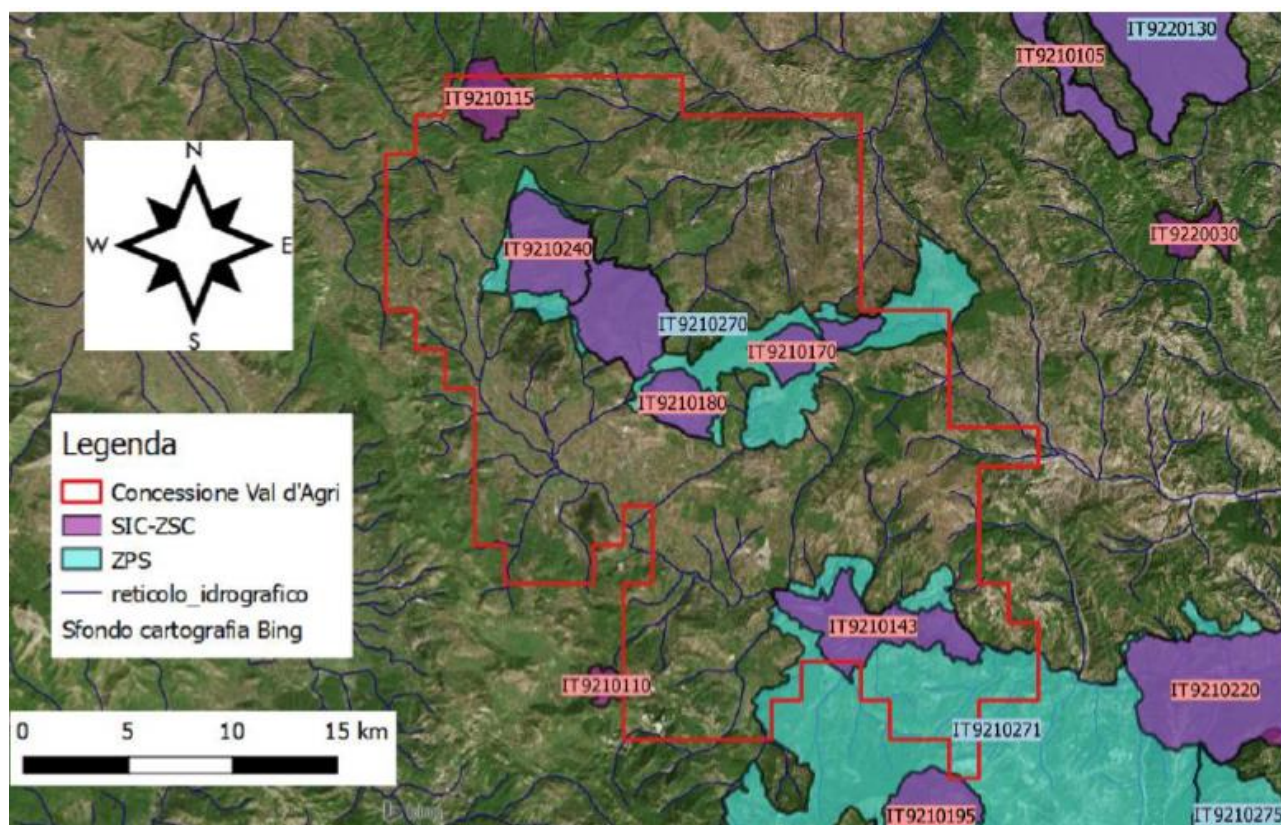 IT9220130
IT9210105
IT9210115
N
W
E
S
IT9220030
IT9210240
IT9210270
IT9210170
IT9210180
Legenda
Concessione Val d'Agri
SIC-ZSC
ZPS
reticolo_idrografico
Sfondo cartografia Bing
IT9210143
IT9210110
IT9210220
IT9210271
0 5 10 15 km
IT9210195
IT9210275